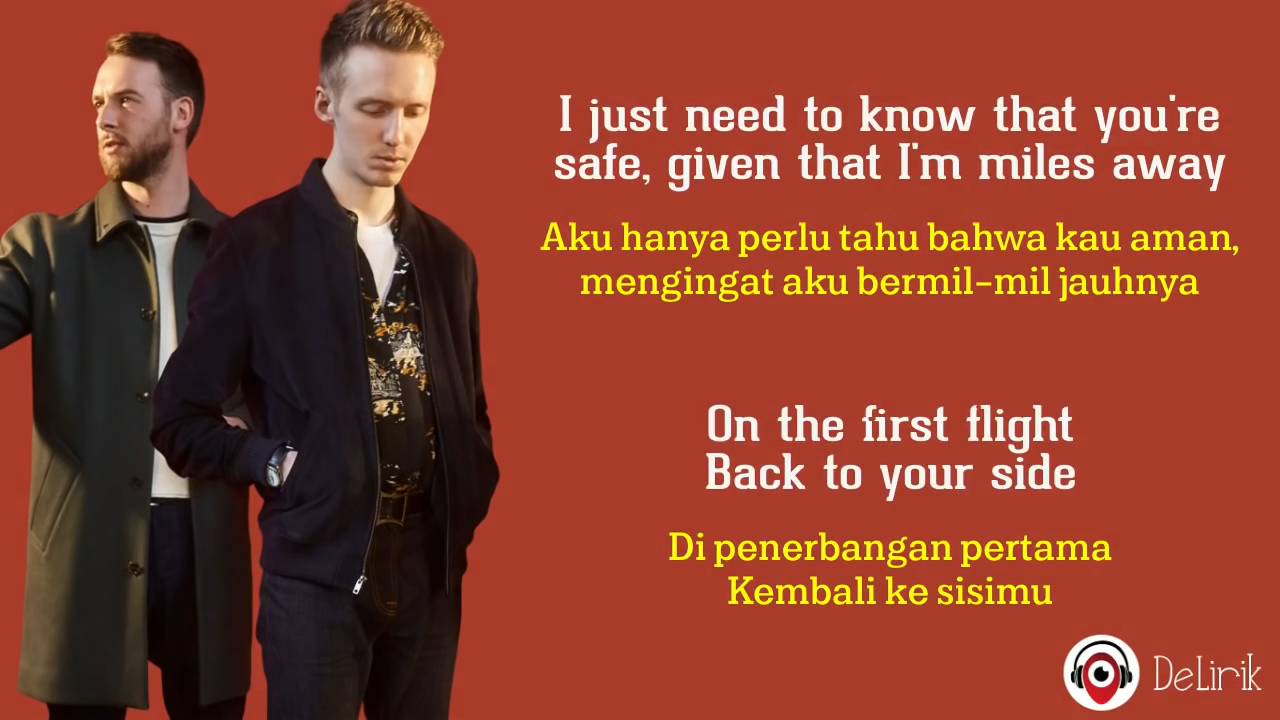 I just need to know that you're
safe, given that I'm miles away
Aku hanya perlu tahu bahwa kau aman,
mengingat aku bermil-mil jauhnya
On the first flight
Back to your side
Di penerbangan pertama
Kembali ke sisimu
DeLirik